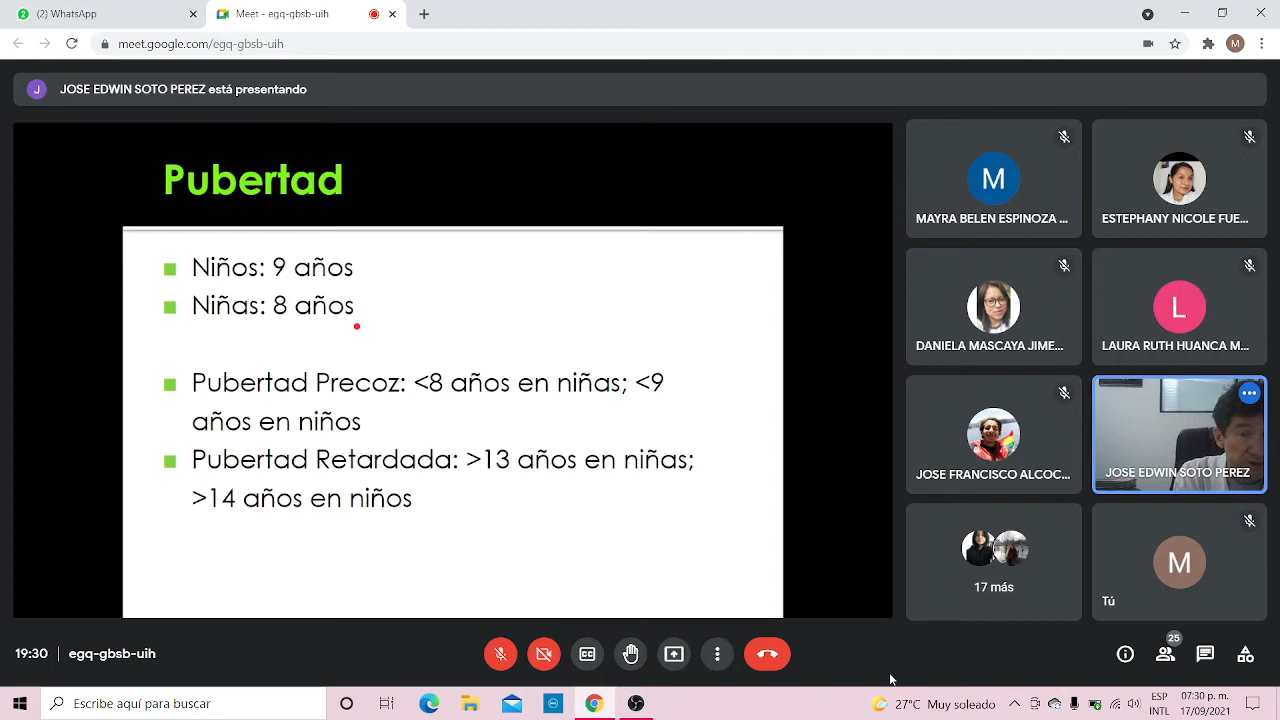 (2) WhatsApp
Meet - egq-gbsb-uih
meet.google.com/egq-gbsb-uih
M
J
JOSE EDWIN SOTO PEREZ está presentando
Pubertad
Niños: 9 años
Niñas: 8 años
Pubertad Precoz: <8 años en niñas; <9
años en niños
Pubertad Retardada: >13 años en niñas;
>14 años en niños
M
MAYRA BELEN ESPINOZA ...
ESTEPHANY NICOLE FUE...
DANIELA MASCAYA JIME...
L
LAURA RUTH HUANCA M...
JOSE FRANCISCO ALCOC...
JOSE EDWIN SOTO PEREZ
17 más
M
Tú
19:30 | egq-gbsb-uih
25
Escribe aquí para buscar
27°C Muy soleado
ESP
INTL
07:30 p. m.
17/09/2021